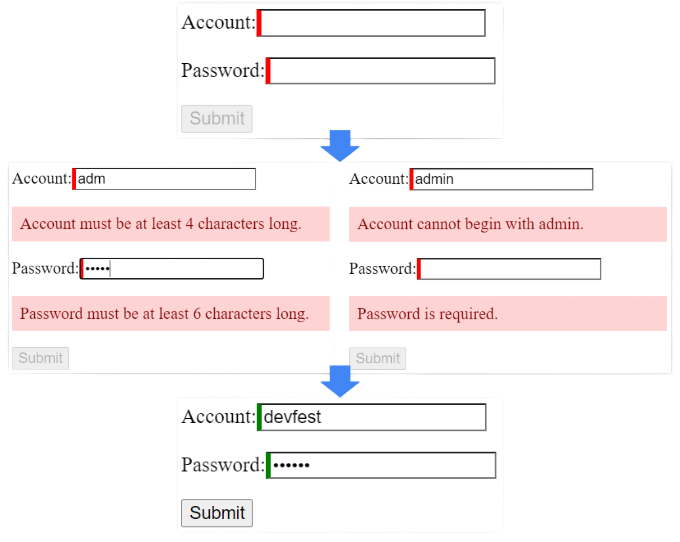 Account:
Password:
Submit
Account: adm
Account must be at least 4 characters long.
Password: •••••
Password must be at least 6 characters long.
Submit
Account: admin
Account cannot begin with admin.
Password:
Password is required.
Submit
Account: devfest
Password: ••••••
Submit